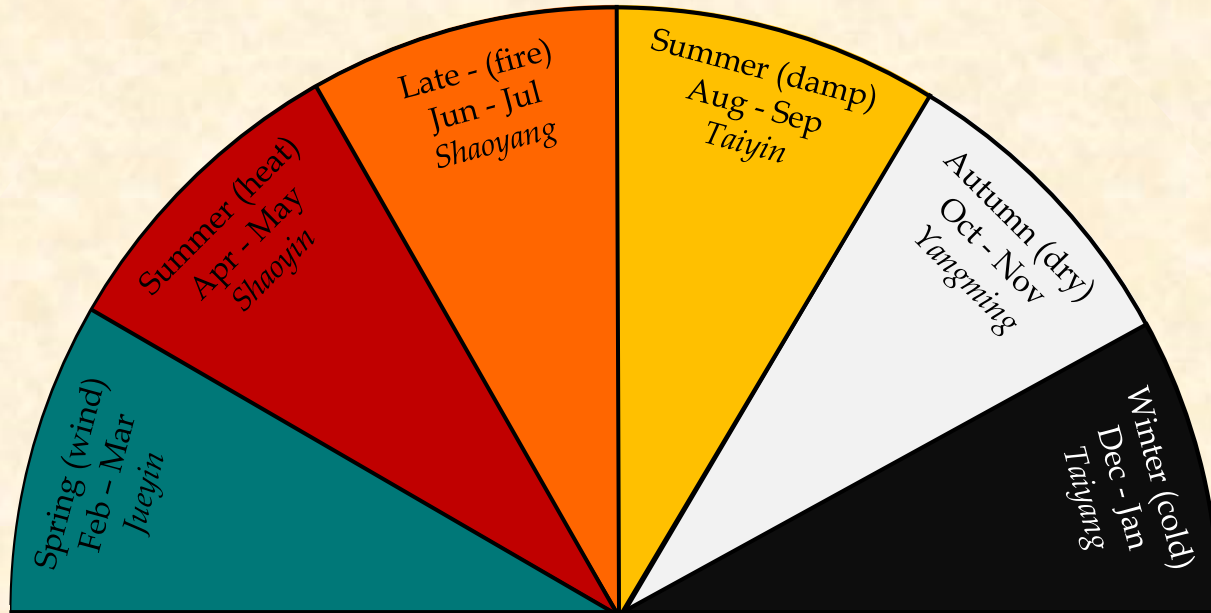 Spring (wind)
Feb – Mar
Jueyin
Summer (heat)
Apr - May
Shaoyin
Late - (fire)
Jun - Jul
Shaoyang
Summer (damp)
Aug - Sep
Taiyin
Autumn (dry)
Oct - Nov
Yangming
Winter (cold)
Dec - Jan
Taiyang